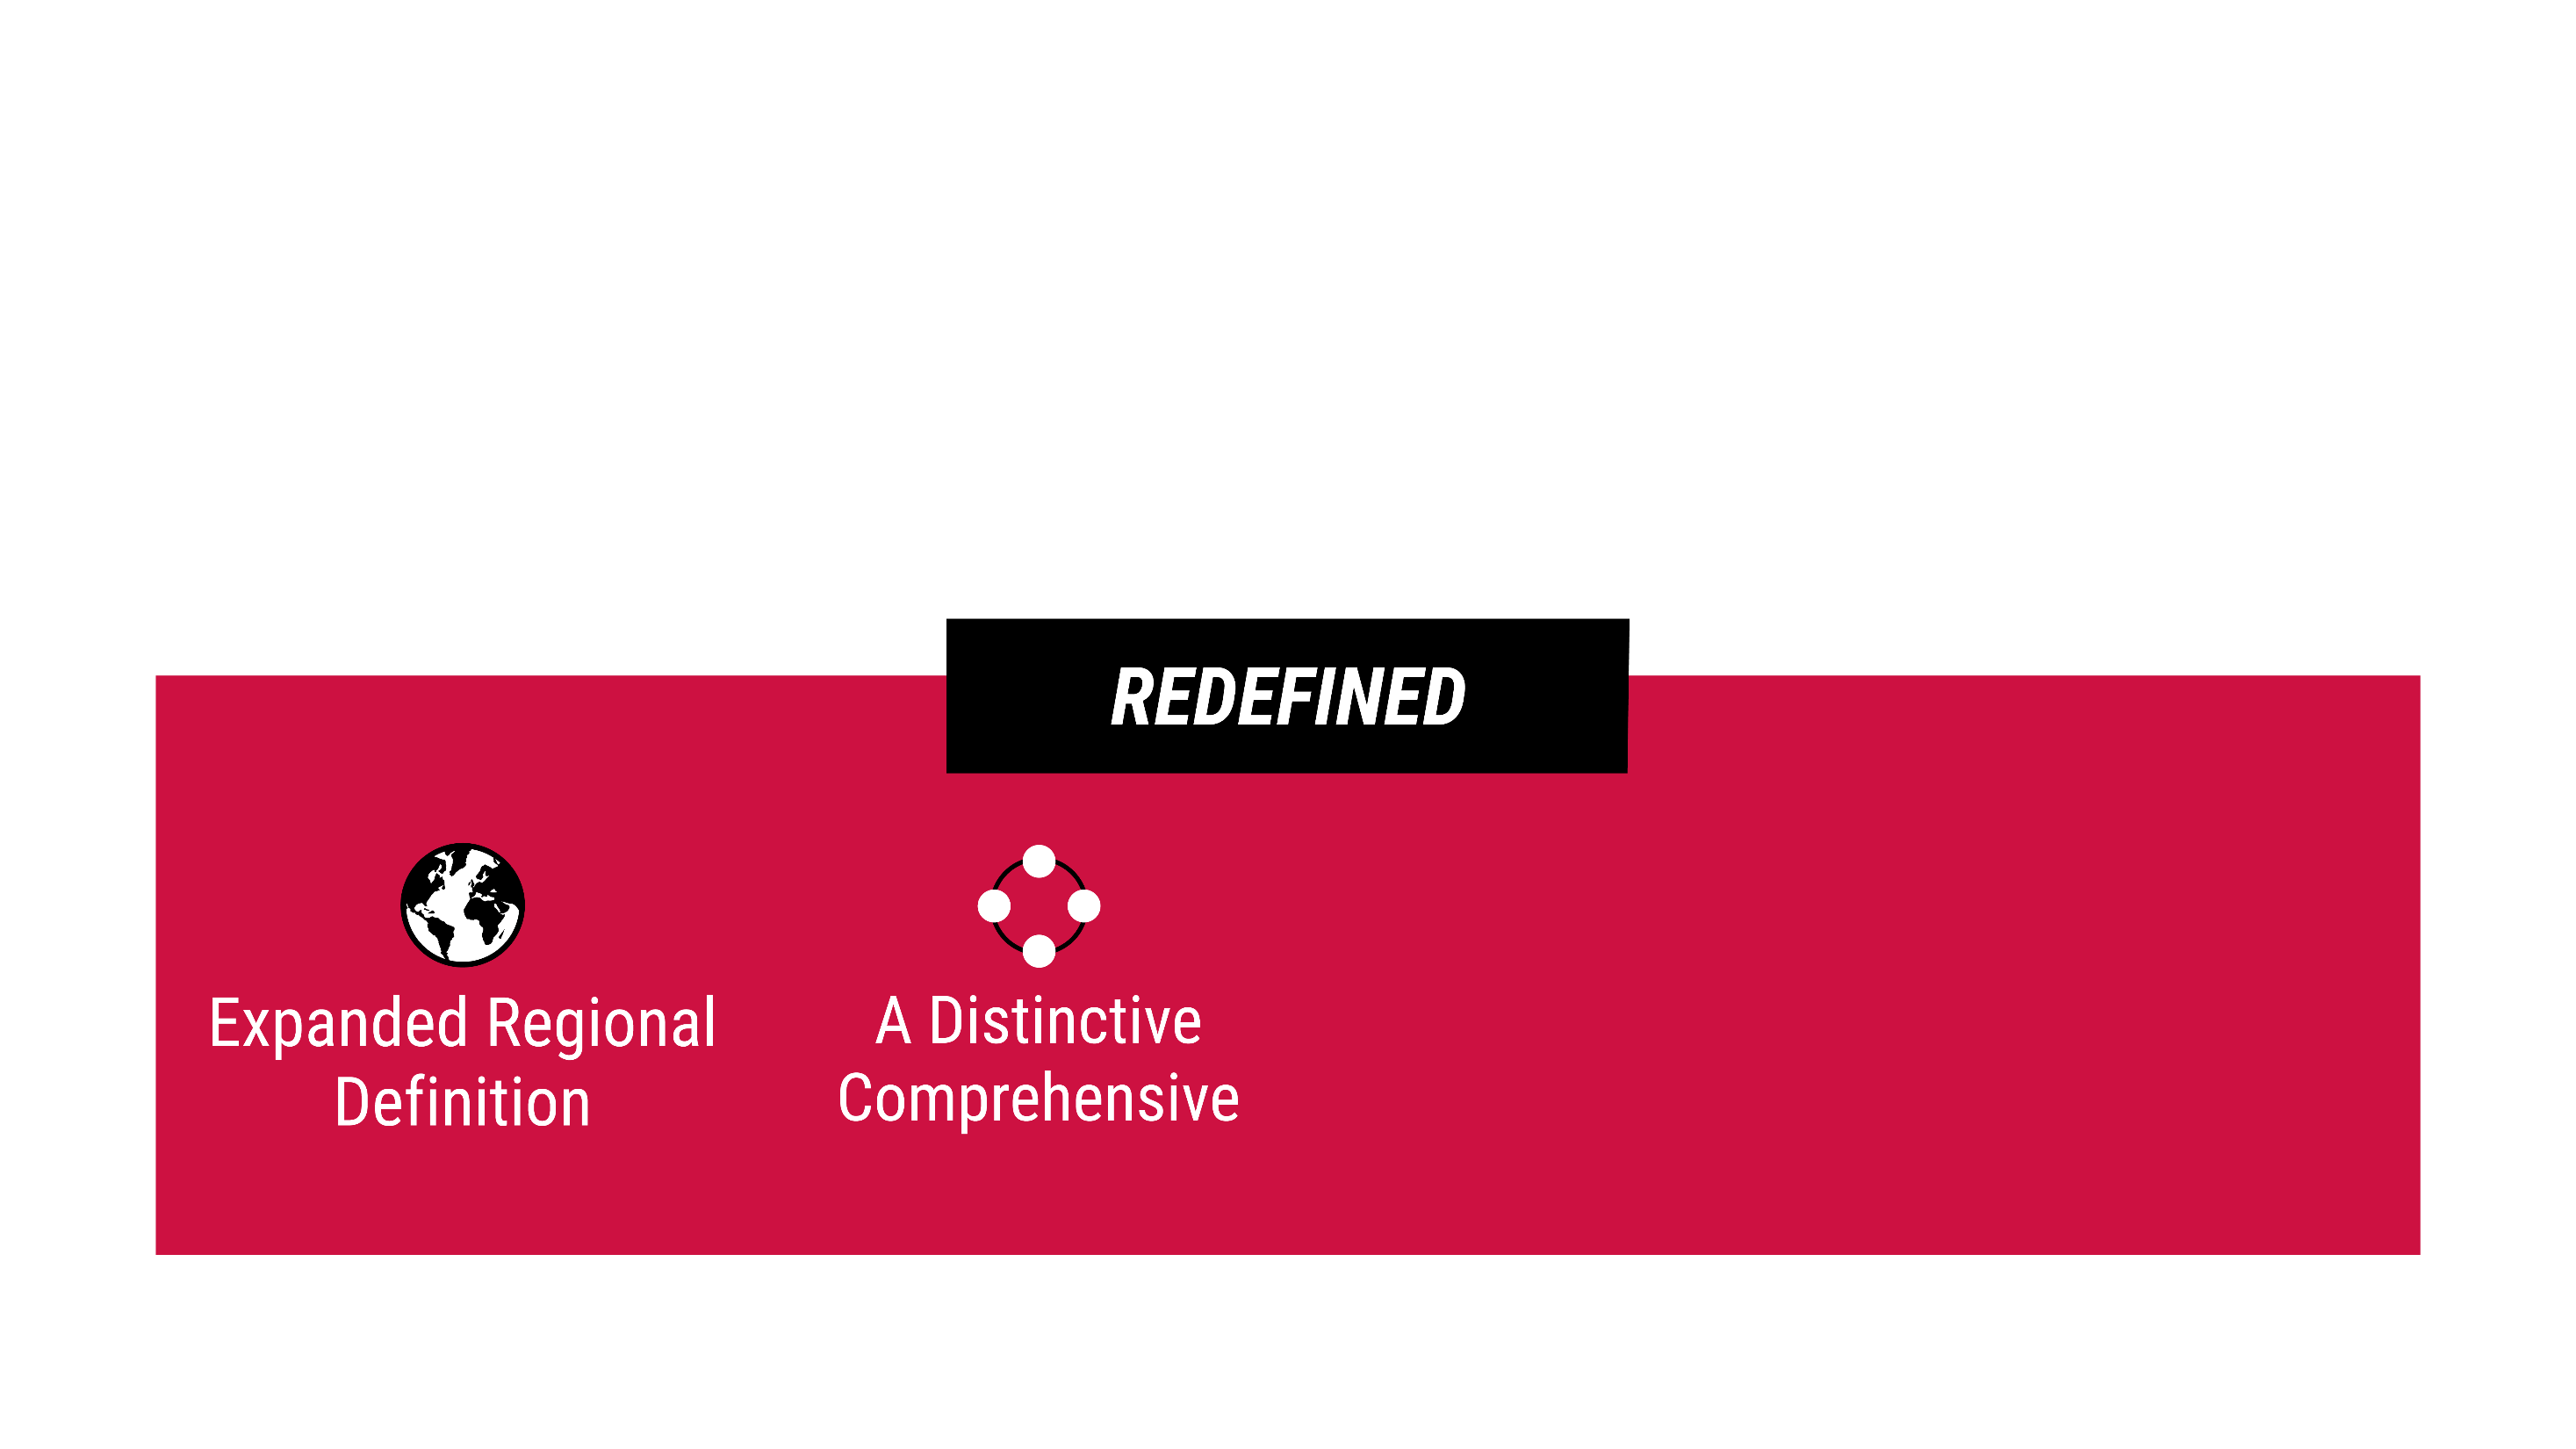 REDEFINED
Expanded Regional
Definition
A Distinctive
Comprehensive